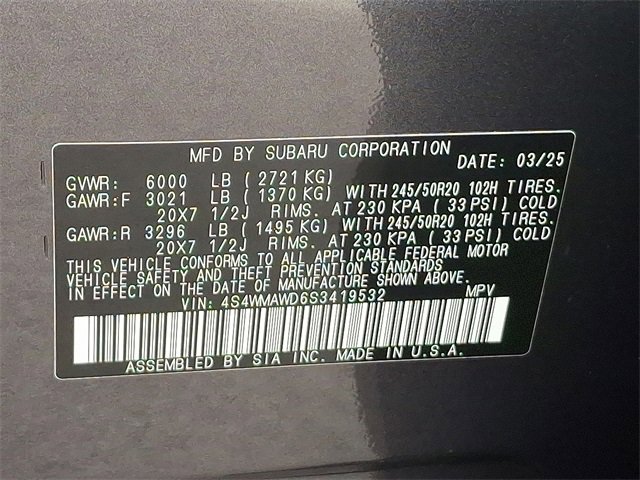 MFD BY SUBARU CORPORATION DATE: 03/25
GVWR: 6000 LB ( 2721 KG)
GAWR:F 3021 LB ( 1370 KG) WITH 245/50R20 102H TIRES.
20X7 1/2J RIMS. AT 230 KPA ( 33 PSI) COLD
GAWR:R 3296 LB ( 1495 KG) WITH 245/50R20 102H TIRES.
20X7 1/2J RIMS. AT 230 KPA ( 33 PSI) COLD
THIS VEHICLE CONFORMS TO ALL APPLICABLE FEDERAL MOTOR
VEHICLE SAFETY AND THEFT PREVENTION STANDARDS
IN EFFECT ON THE DATE OF MANUFACTURE SHOWN ABOVE.
VIN: 4S4WMAWD6S3419532 MPV
ASSEMBLED BY SIA INC. MADE IN U.S.A.